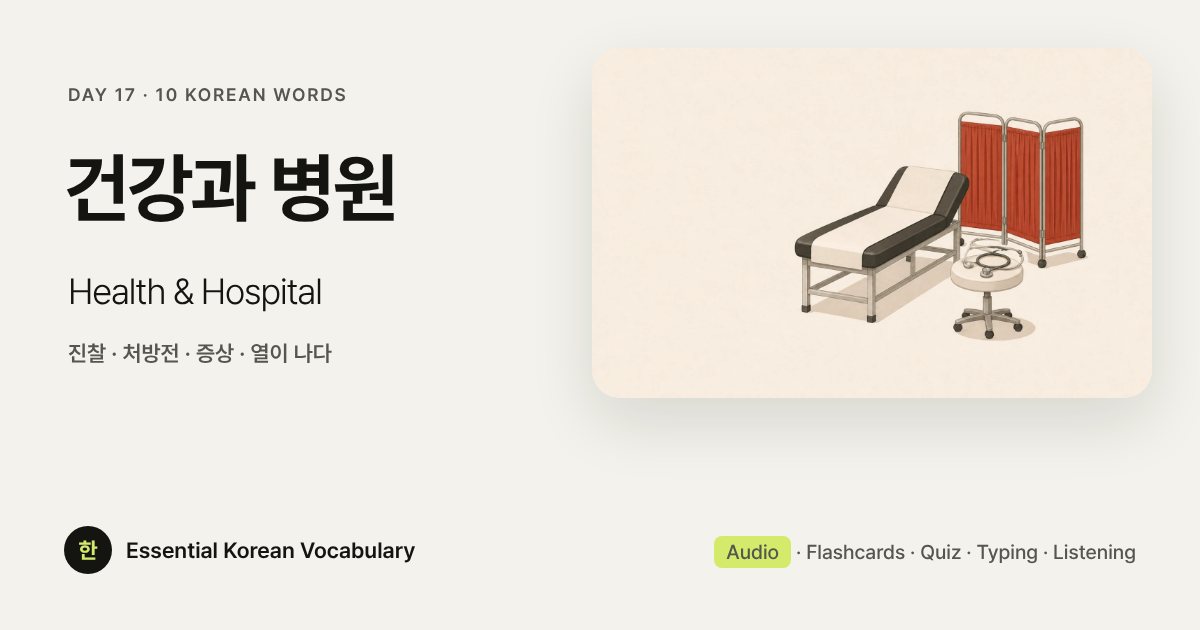 DAY 17 · 10 KOREAN WORDS
건강과 병원
Health & Hospital
진찰 · 처방전 · 증상 · 열이 나다
한 Essential Korean Vocabulary
Audio · Flashcards · Quiz · Typing · Listening